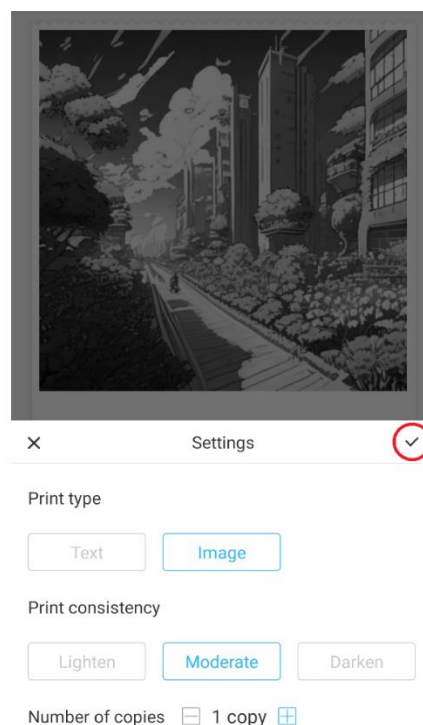 Settings
Print type
Text Image
Print consistency
Lighten Moderate Darken
Number of copies 1 copy